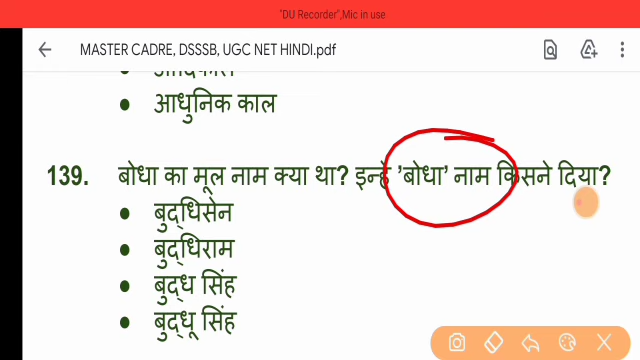 "DU Recorder",Mic in use
MASTER CADRE, DSSSB, UGC NET HINDI.pdf
• आधुनिक काल
139. बोधा का मूल नाम क्या था? इन्हे 'बोधा' नाम किसने दिया?
• बुद्धिसेन
• बुद्धिराम
• बुद्ध सिंह
• बुद्धू सिंह